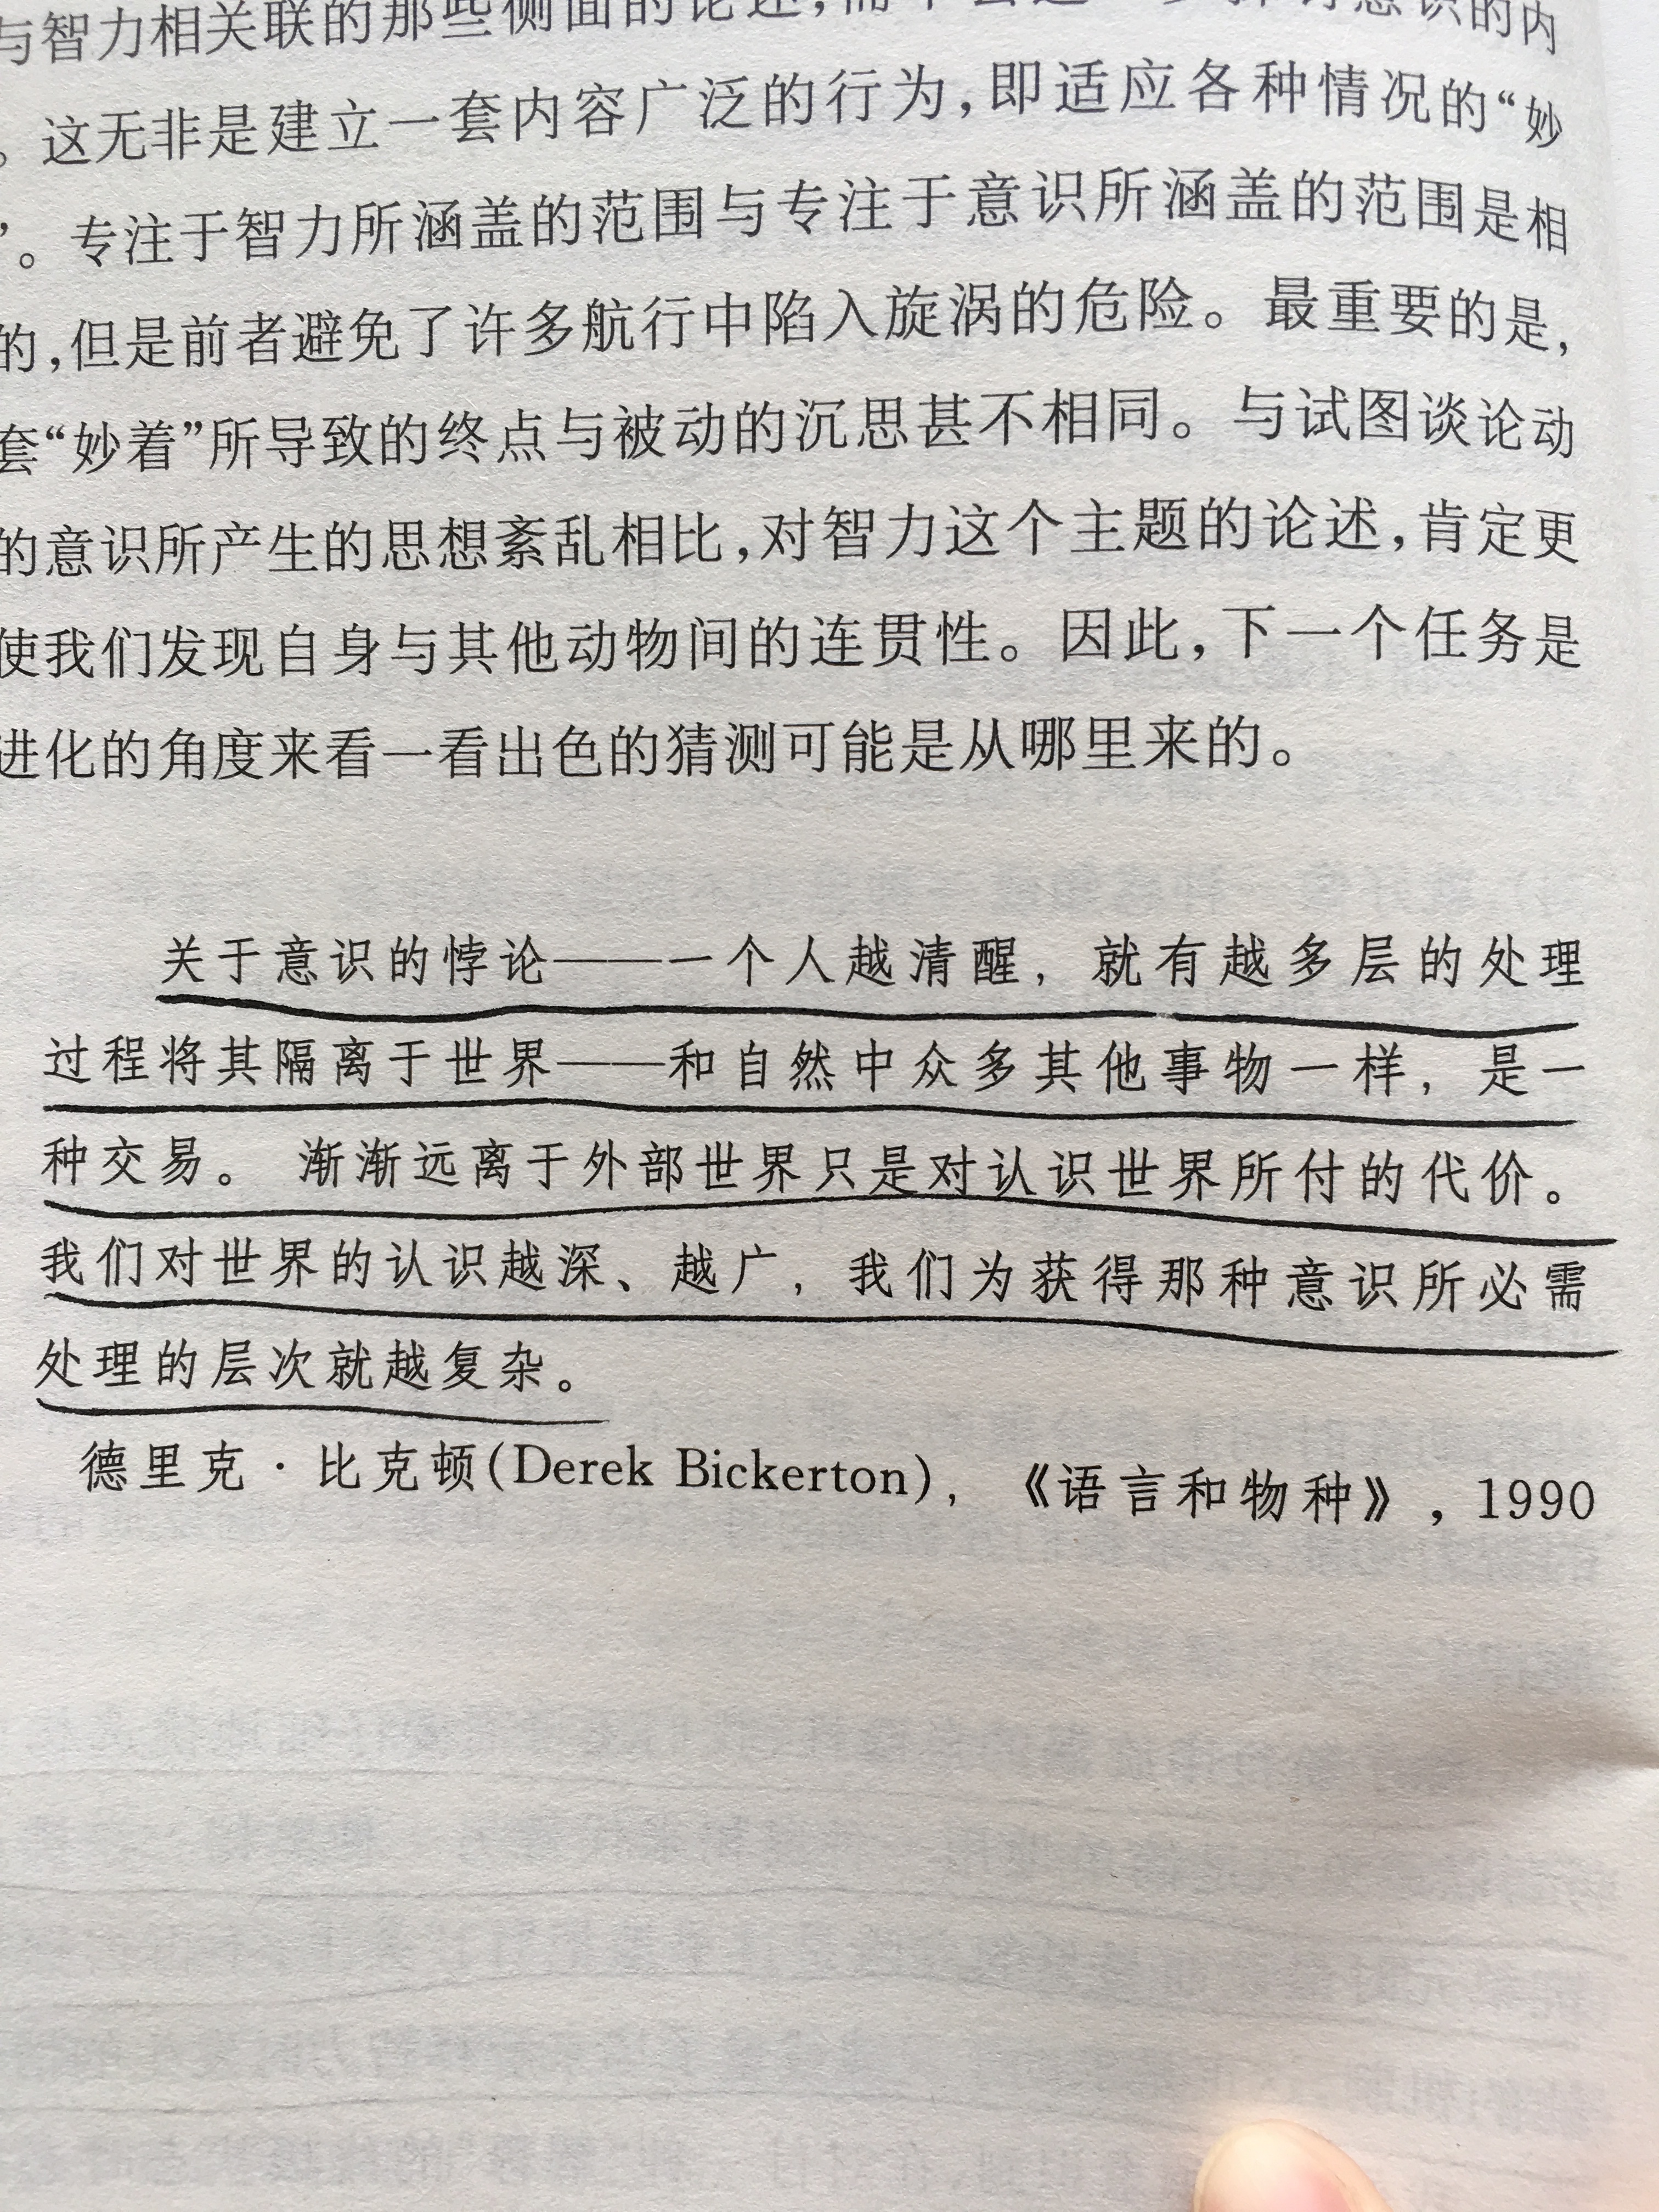 与智力相关联的那些侧面的论述,而不会进一步探讨意识的内
。这无非是建立一套内容广泛的行为,即适应各种情况的“妙
”。专注于智力所涵盖的范围与专注于意识所涵盖的范围是相
的,但是前者避免了许多航行中陷入旋涡的危险。最重要的是,
套“妙着”所导致的终点与被动的沉思甚不相同。与试图谈论动
的意识所产生的思想紊乱相比,对智力这个主题的论述,肯定更
使我们发现自身与其他动物间的连贯性。因此,下一个任务是
进化的角度来看一看出色的猜测可能是从哪里来的。
关于意识的悖论——一个人越清醒,就有越多层的处理
过程将其隔离于世界——和自然中众多其他事物一样,是一
种交易。 渐渐远离于外部世界只是对认识世界所付的代价。
我们对世界的认识越深、越广,我们为获得那种意识所必需
处理的层次就越复杂。
德里克·比克顿(Derek Bickerton),《语言和物种》,1990